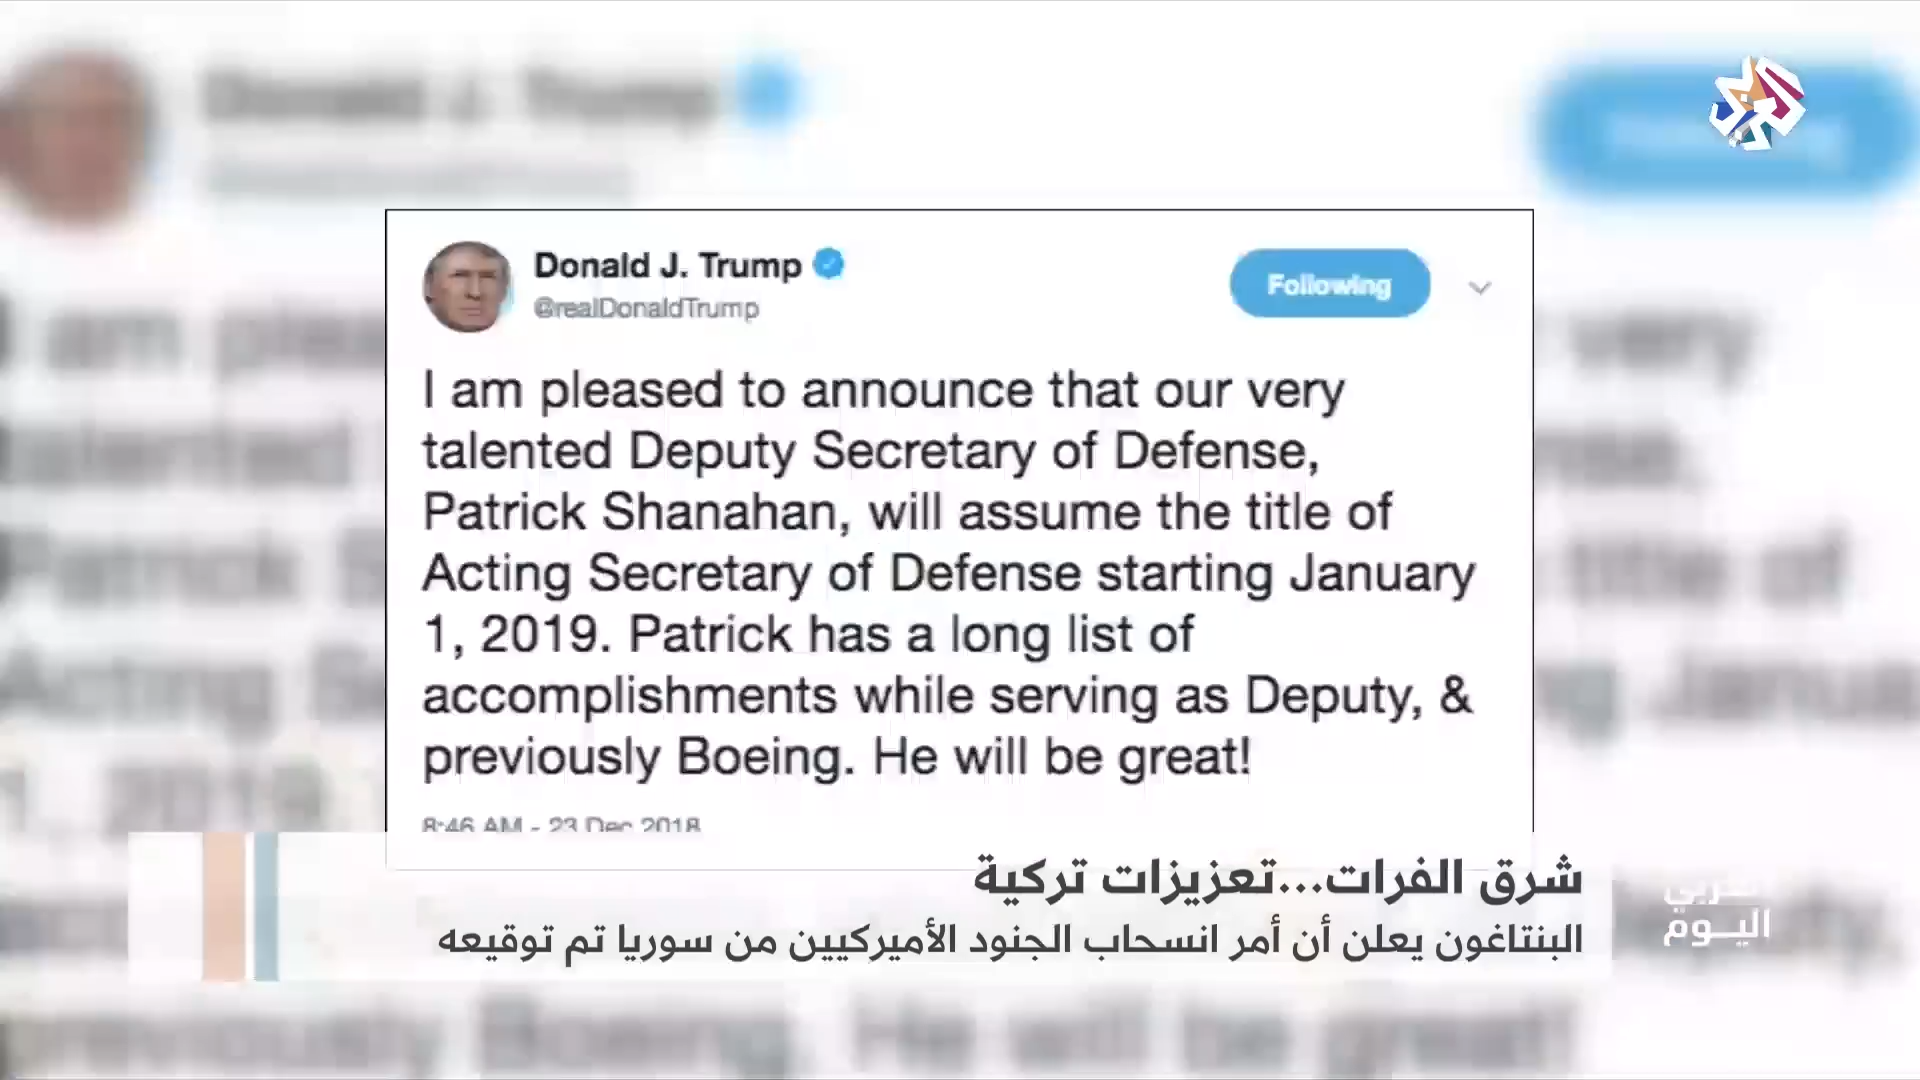 Donald J. Trump
@realDonaldTrump
Following
I am pleased to announce that our very
talented Deputy Secretary of Defense,
Patrick Shanahan, will assume the title of
Acting Secretary of Defense starting January
1, 2019. Patrick has a long list of
accomplishments while serving as Deputy, &
previously Boeing. He will be great!
8:46 AM - 23 Dec 2018
شرق الفرات...تعزيزات تركية
البنتاغون يعلن أن أمر انسحاب الجنود الأميركيين من سوريا تم توقيعه
العربي
اليوم